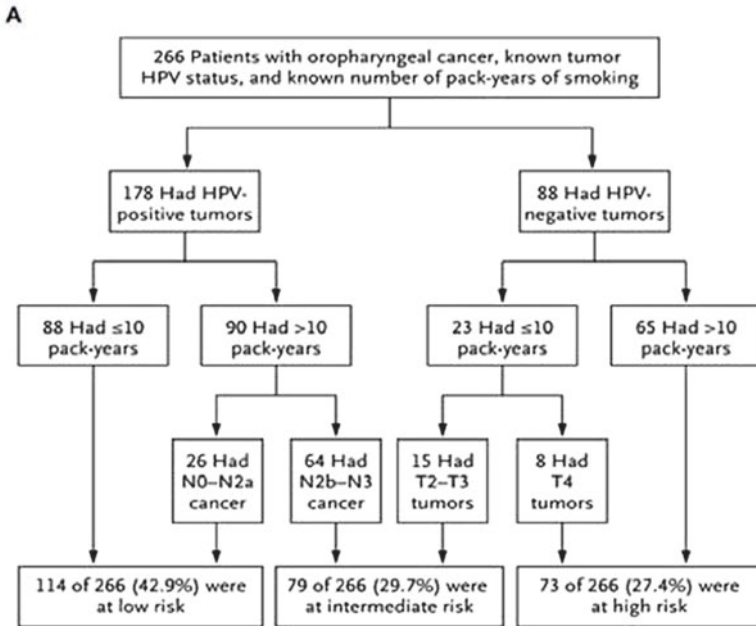 A
266 Patients with oropharyngeal cancer, known tumor
HPV status, and known number of pack-years of smoking
178 Had HPV-
positive tumors
88 Had HPV-
negative tumors
88 Had ≤10
pack-years
90 Had >10
pack-years
23 Had ≤10
pack-years
65 Had >10
pack-years
26 Had
N0–N2a
cancer
64 Had
N2b–N3
cancer
15 Had
T2–T3
tumors
8 Had
T4
tumors
114 of 266 (42.9%) were
at low risk
79 of 266 (29.7%) were
at intermediate risk
73 of 266 (27.4%) were
at high risk